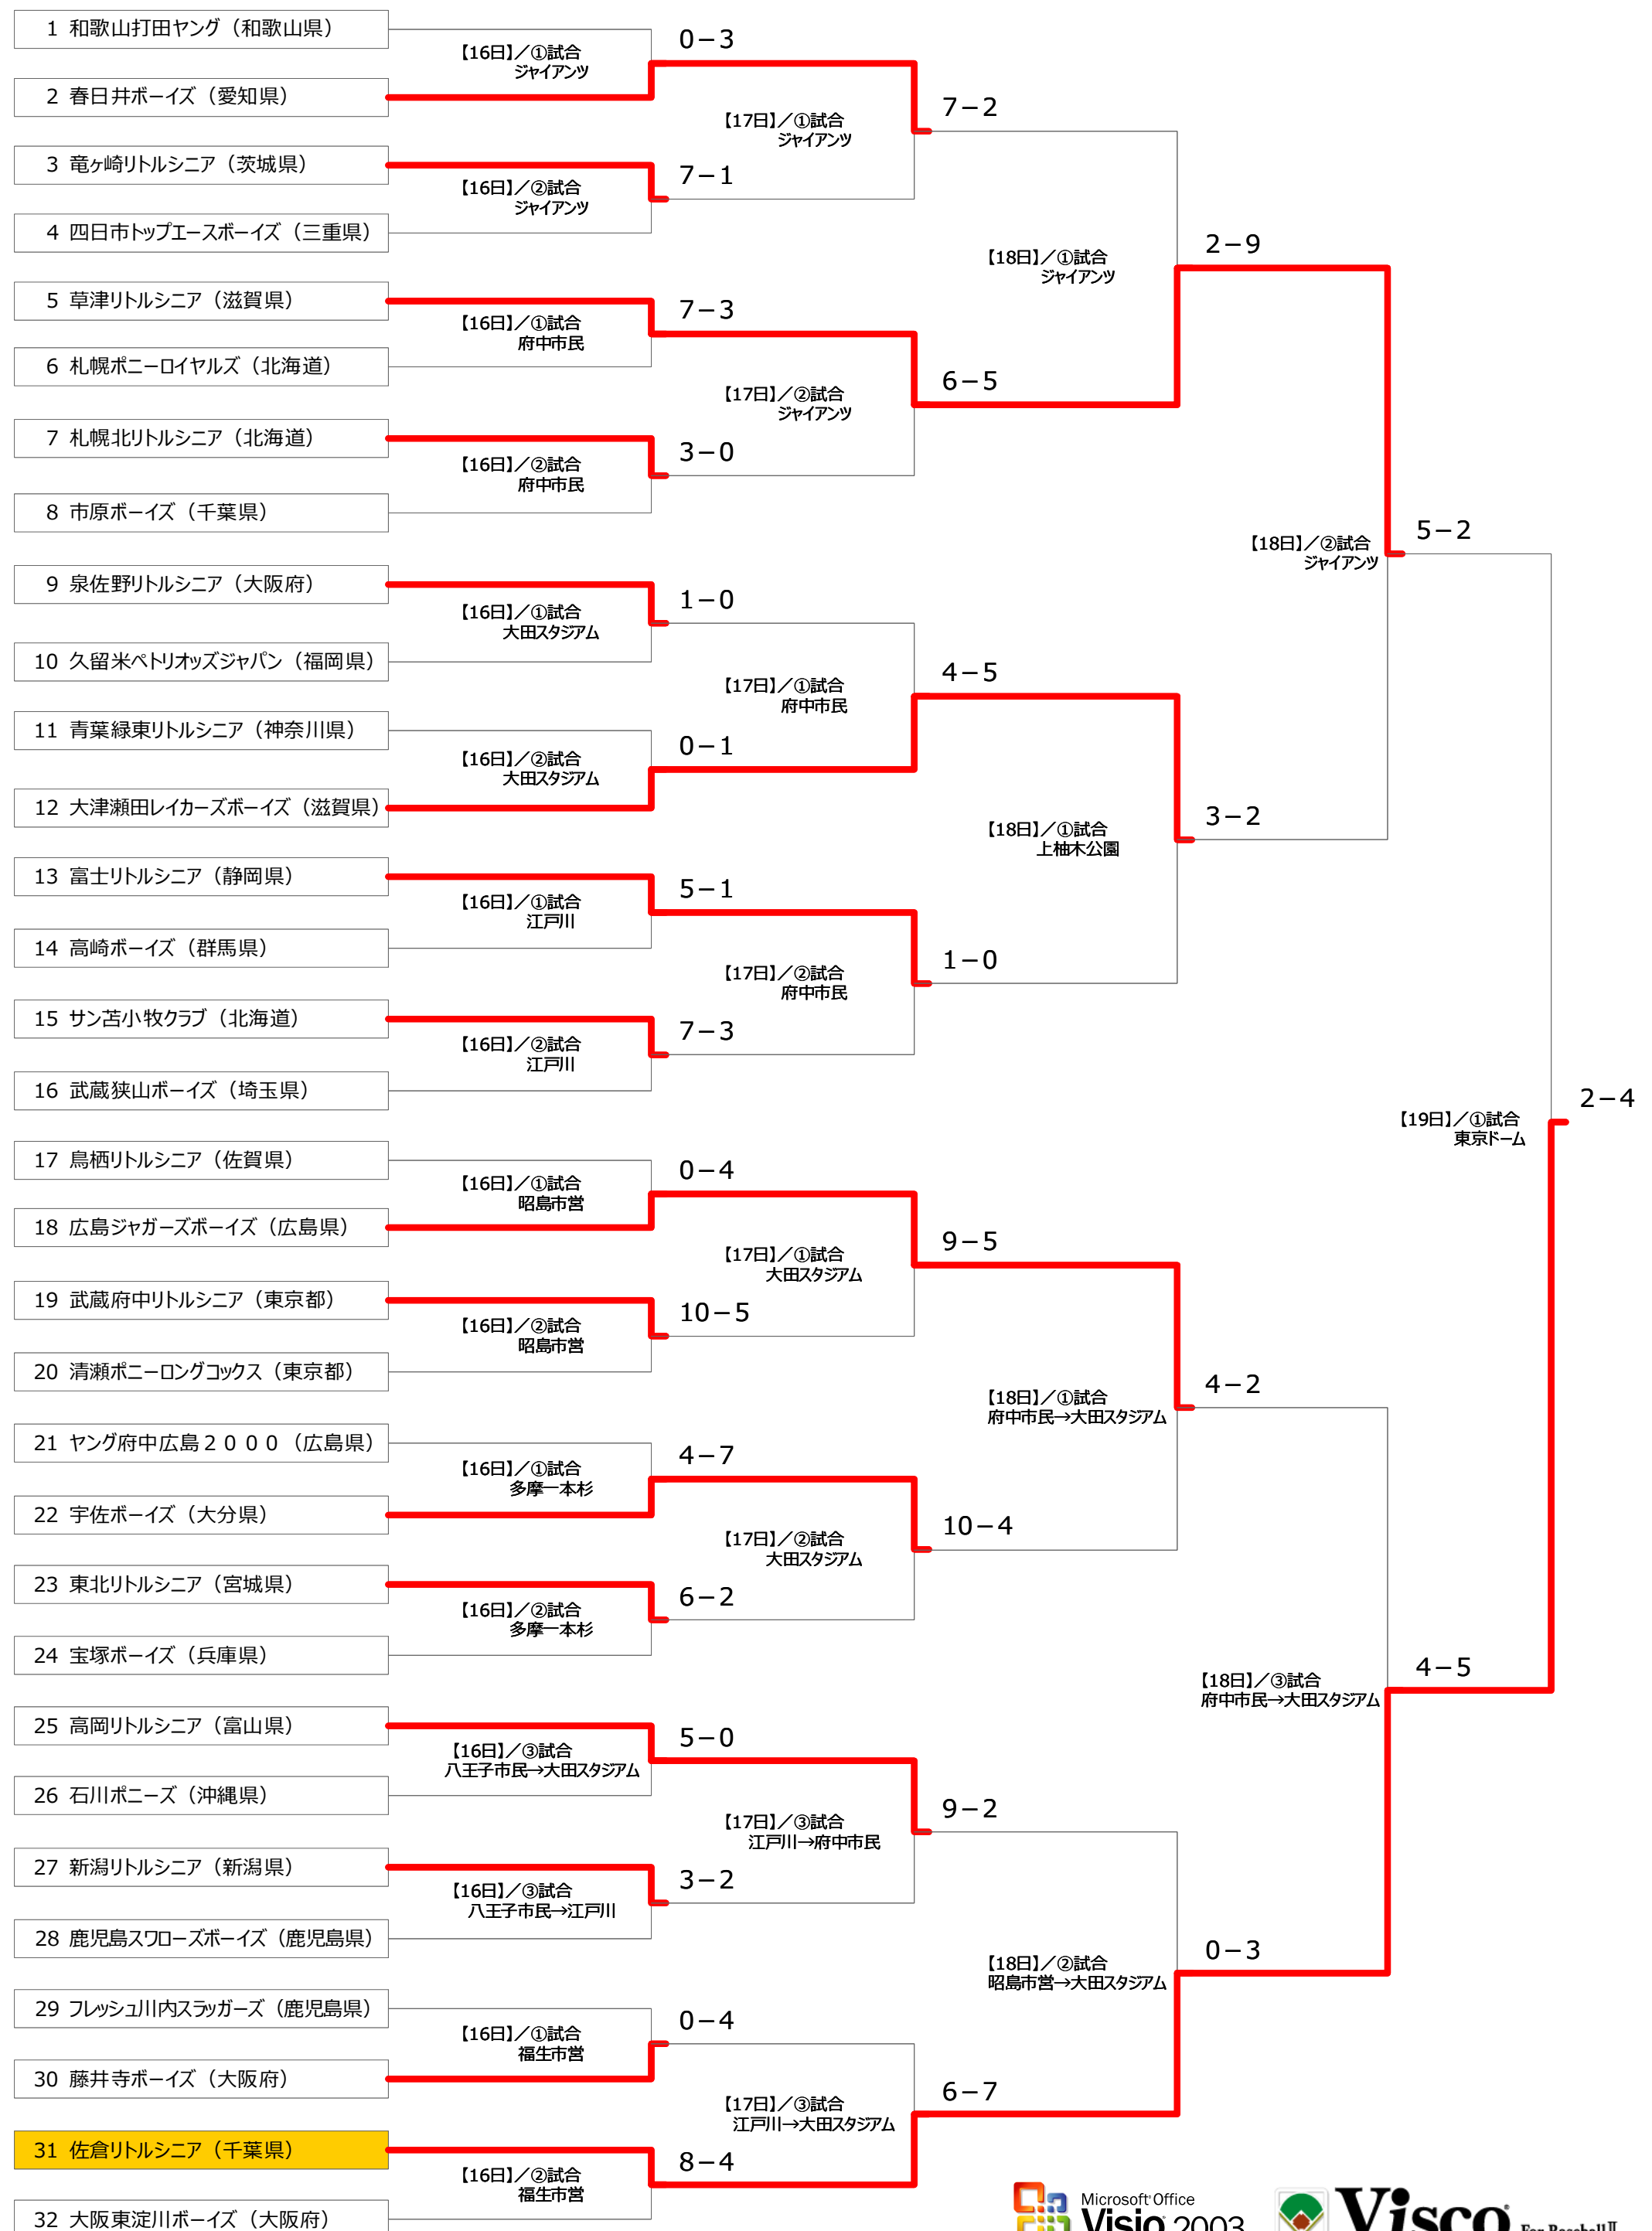 1 和歌山打田ヤング（和歌山県）
【16日】／①試合
ジャイアンツ
0－3
2 春日井ボーイズ（愛知県）
【17日】／①試合
ジャイアンツ
7－2
3 竜ヶ崎リトルシニア（茨城県）
【16日】／②試合
ジャイアンツ
7－1
4 四日市トップエースボーイズ（三重県）
【18日】／①試合
ジャイアンツ
2－9
5 草津リトルシニア（滋賀県）
【16日】／①試合
府中市民
7－3
6 札幌ポニーロイヤルズ（北海道）
【17日】／②試合
ジャイアンツ
6－5
7 札幌北リトルシニア（北海道）
【16日】／②試合
府中市民
3－0
8 市原ボーイズ（千葉県）
【18日】／②試合
ジャイアンツ
5－2
9 泉佐野リトルシニア（大阪府）
【16日】／①試合
大田スタジアム
1－0
10 久留米ペトリオッズジャパン（福岡県）
【17日】／①試合
府中市民
4－5
11 青葉緑東リトルシニア（神奈川県）
【16日】／②試合
大田スタジアム
0－1
12 大津瀬田レイカーズボーイズ（滋賀県）
【18日】／①試合
上柚木公園
3－2
13 富士リトルシニア（静岡県）
【16日】／①試合
江戸川
5－1
14 高崎ボーイズ（群馬県）
【17日】／②試合
府中市民
1－0
15 サン苫小牧クラブ（北海道）
【16日】／②試合
江戸川
7－3
16 武蔵狭山ボーイズ（埼玉県）
【19日】／①試合
東京ドーム
2－4
17 鳥栖リトルシニア（佐賀県）
【16日】／①試合
昭島市営
0－4
18 広島ジャガーズボーイズ（広島県）
【17日】／①試合
大田スタジアム
9－5
19 武蔵府中リトルシニア（東京都）
【16日】／②試合
昭島市営
10－5
20 清瀬ポニーロングコックス（東京都）
【18日】／①試合
府中市民→大田スタジアム
4－2
21 ヤング府中広島２０００（広島県）
【16日】／①試合
多摩一本杉
4－7
22 宇佐ボーイズ（大分県）
【17日】／②試合
大田スタジアム
10－4
23 東北リトルシニア（宮城県）
【16日】／②試合
多摩一本杉
6－2
24 宝塚ボーイズ（兵庫県）
【18日】／③試合
府中市民→大田スタジアム
4－5
25 高岡リトルシニア（富山県）
【16日】／③試合
八王子市民→大田スタジアム
5－0
26 石川ポニーズ（沖縄県）
【17日】／③試合
江戸川→府中市民
9－2
27 新潟リトルシニア（新潟県）
【16日】／③試合
八王子市民→江戸川
3－2
28 鹿児島スワローズボーイズ（鹿児島県）
【18日】／②試合
昭島市営→大田スタジアム
0－3
29 フレッシュ川内スラッガーズ（鹿児島県）
【16日】／①試合
福生市営
0－4
30 藤井寺ボーイズ（大阪府）
【17日】／③試合
江戸川→大田スタジアム
6－7
31 佐倉リトルシニア（千葉県）
【16日】／②試合
福生市営
8－4
32 大阪東淀川ボーイズ（大阪府）
Microsoft Office
Visio 2003
Visco For Baseball II